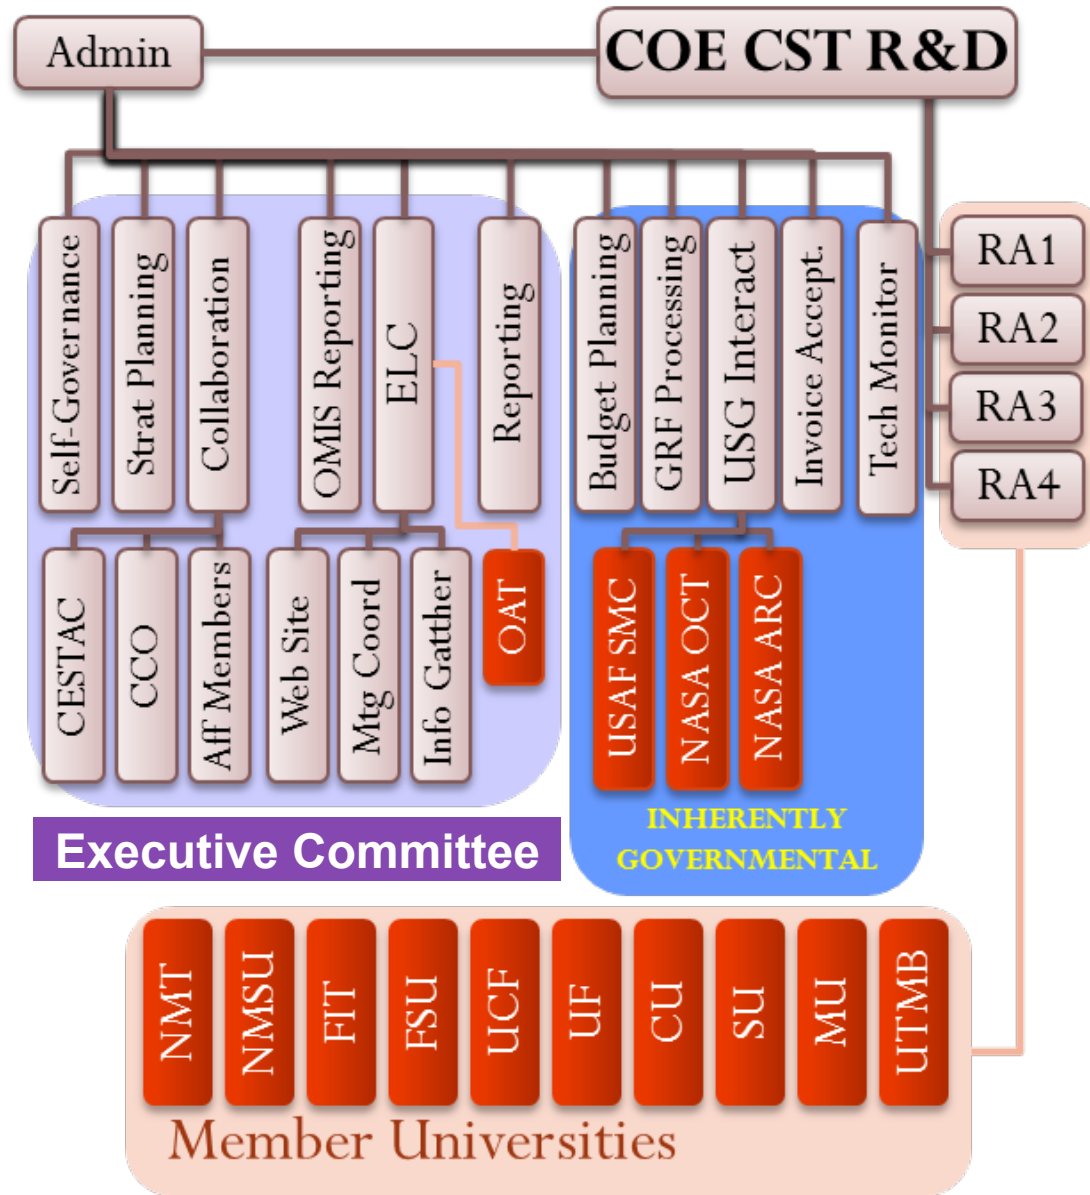 Admin
COE CST R&D
Self-Governance
Strat Planning
Collaboration
OMIS Reporting
ELC
Reporting
Budget Planning
GRF Processing
USG Interact
Invoice Accept.
Tech Monitor
RA1
RA2
RA3
RA4
CESTAC
CCO
Aff Members
Web Site
Mtg Coord
Info Gatther
OAT
USAF SMC
NASA OCT
NASA ARC
INHERENTLY
GOVERNMENTAL
Executive Committee
NMT
NMSU
FIT
FSU
UCF
UF
CU
SU
MU
UTMB
Member Universities